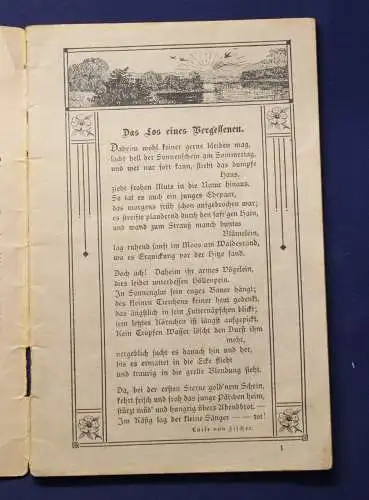 Das Los eines Vergessenen.
Daheim wohl keiner gerne bleiben mag,
lacht hell der Sonnenschein am Sommertag,
und wer nur fort kann, flieht das dumpfe
Haus,
zieht frohen Muts in die Natur hinaus.
So tat es auch ein junges Ehepaar,
das morgens früh schon aufgebrochen war;
es streifte plaudernd durch den saft'gen Hain,
und wand zum Strauß manch buntes
Blümelein,
lag ruhend sanft im Moos am Waldesrand,
wo es Erquickung vor der Hitze fand.
Doch ach! Daheim ihr armes Vögelein,
dies leidet unterdessen Höllenpein.
In Sonnenglut sein enges Bauer hängt;
des kleinen Tierchens keiner heut gedenkt,
das ängstlich in sein Futternäpfchen blickt;
sein letztes Körnchen ist längst aufgepickt.
Kein Tropfen Wasser löscht den Durst ihm
mehr,
vergeblich sucht es danach hin und her,
bis es ermattet in die Ecke flieht
und traurig in die grelle Blendung sieht.
Da, bei der ersten Sterne gold'nem Schein,
kehrt frisch und froh das junge Pärchen heim,
stürzt müd' und hungrig übers Abendbrot. —
Im Käfig lag der kleine Sänger — — tot!
Luise von Fischer.
1